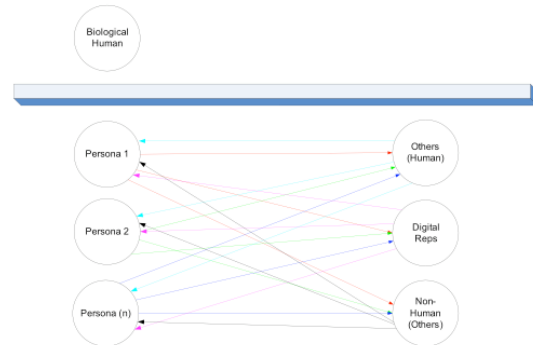 Biological
Human
Persona 1
Others
(Human)
Persona 2
Digital
Reps
Persona (n)
Non-
Human
(Others)